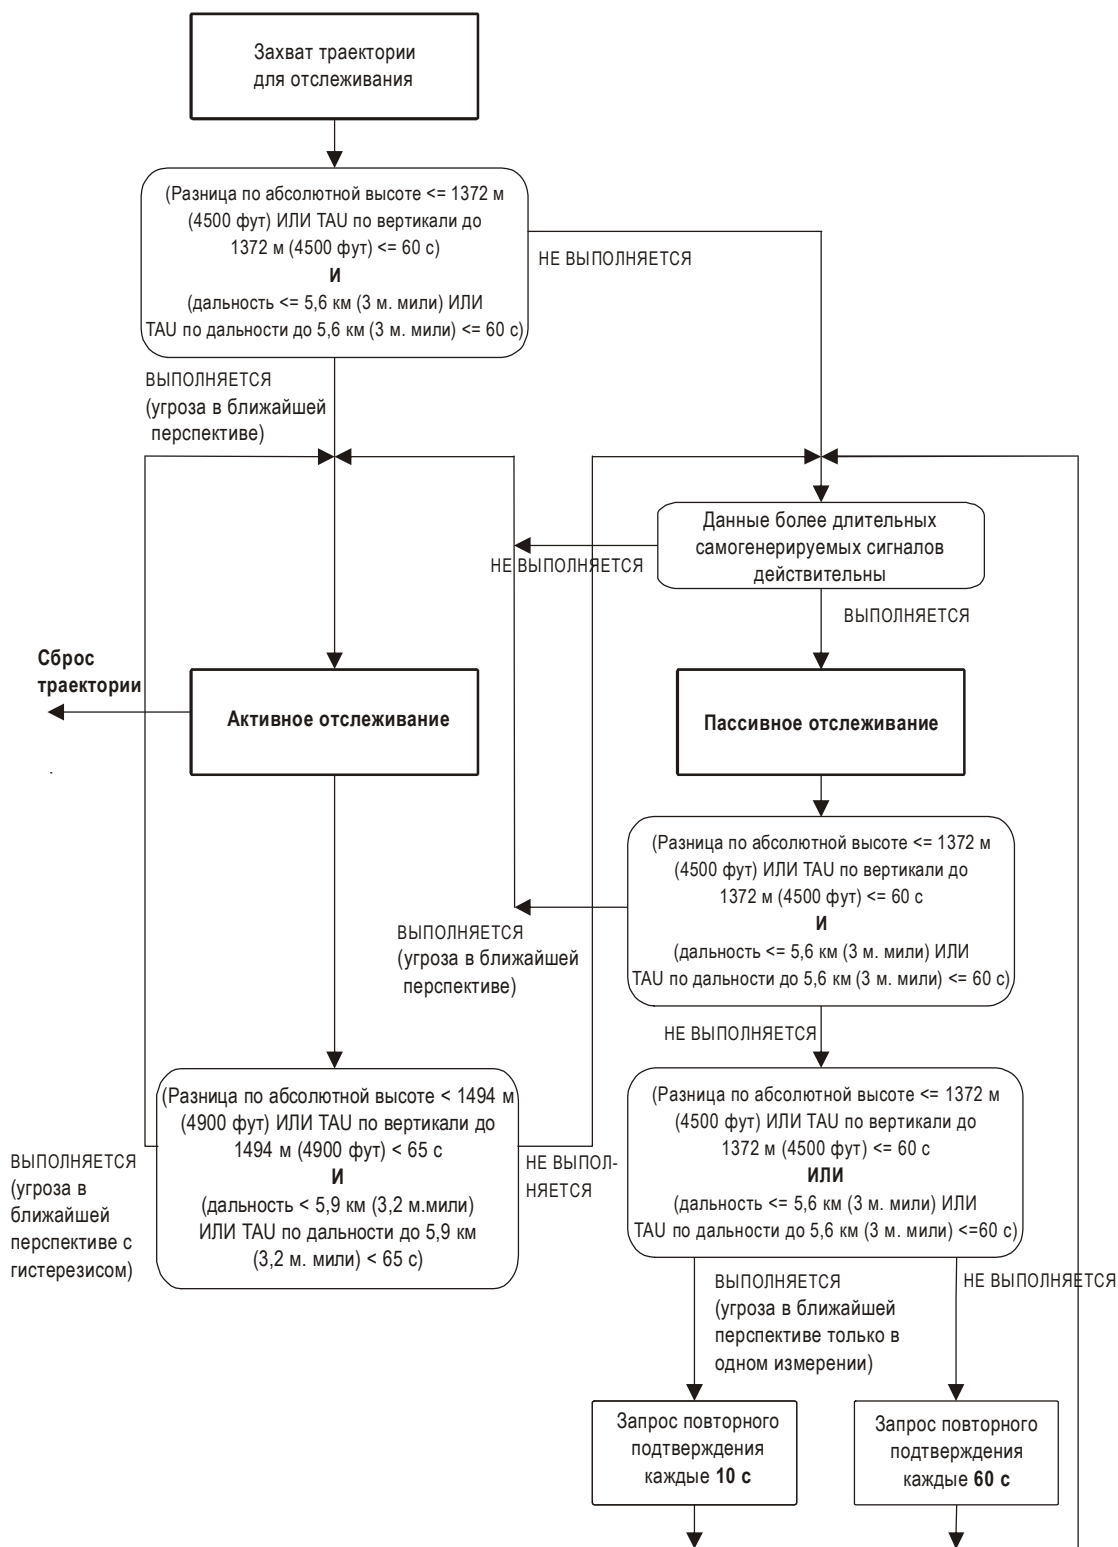 Захват траектории
для отслеживания
(Разница по абсолютной высоте <= 1372 м
(4500 фут) ИЛИ TAU по вертикали до
1372 м (4500 фут) <= 60 с)
И
(дальность <= 5,6 км (3 м. мили) ИЛИ
TAU по дальности до 5,6 км (3 м. мили) <= 60 с)
НЕ ВЫПОЛНЯЕТСЯ
ВЫПОЛНЯЕТСЯ
(угроза в ближайшей
перспективе)
Данные более длительных
самогенерируемых сигналов
действительны
НЕ ВЫПОЛНЯЕТСЯ
ВЫПОЛНЯЕТСЯ
Сброс
траектории
Активное отслеживание
Пассивное отслеживание
(Разница по абсолютной высоте <= 1372 м
(4500 фут) ИЛИ TAU по вертикали до
1372 м (4500 фут) <= 60 с
И
(дальность <= 5,6 км (3 м. мили) ИЛИ
TAU по дальности до 5,6 км (3 м. мили) <= 60 с)
ВЫПОЛНЯЕТСЯ
(угроза в ближайшей
перспективе)
НЕ ВЫПОЛНЯЕТСЯ
(Разница по абсолютной высоте < 1494 м
(4900 фут) ИЛИ TAU по вертикали до
1494 м (4900 фут) < 65 с
И
(дальность < 5,9 км (3,2 м.мили)
ИЛИ TAU по дальности до 5,9 км
(3,2 м. мили) < 65 с)
ВЫПОЛНЯЕТСЯ
(угроза в
ближайшей
перспективе с
гистерезисом)
НЕ ВЫПОЛ-
НЯЕТСЯ
(Разница по абсолютной высоте <= 1372 м
(4500 фут) ИЛИ TAU по вертикали до
1372 м (4500 фут) <= 60 с
ИЛИ
(дальность <= 5,6 км (3 м. мили) ИЛИ
TAU по дальности до 5,6 км (3 м. мили) <=60 с)
ВЫПОЛНЯЕТСЯ
(угроза в ближайшей
перспективе только в
одном измерении)
НЕ ВЫПОЛНЯЕТСЯ
Запрос повторного
подтверждения
каждые 10 с
Запрос повторного
подтверждения
каждые 60 с